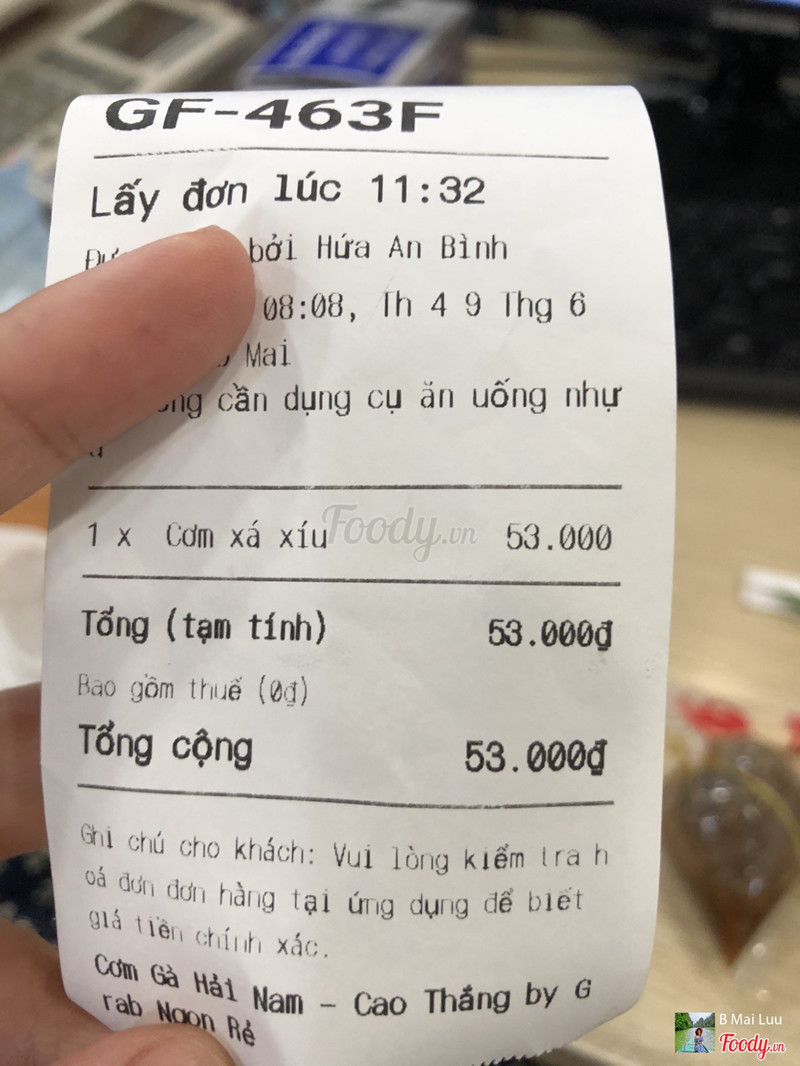 GF-463F
Lấy đơn lúc 11:32
bởi Hứa An Bình
08:08, Th 4 9 Thg 6
Mai
cần dụng cụ ăn uống như
1 x Cơm xá xíu 53.000
Foody.vn
Tổng (tạm tính) 53.000₫
Bao gồm thuế (0₫)
Tổng cộng 53.000₫
Ghi chú cho khách: Vui lòng kiểm tra h
oá đơn đơn hàng tại ứng dụng để biết
giá tiền chính xác.
Cơm Gà Hải Nam - Cao Thắng by G
rab Ngon Rẻ
B Mai Luu
Foody.vn